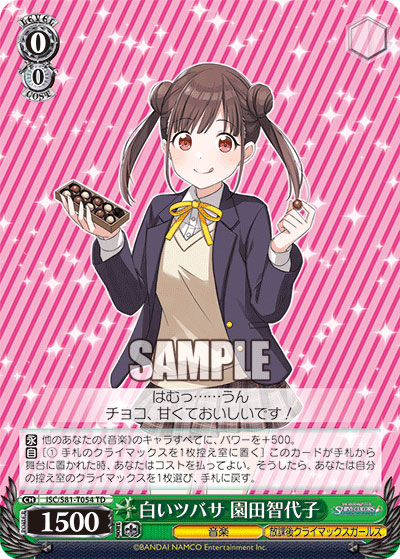 LEVEL
0
0
COST
SAMPLE
はむっ……うん
チョコ、甘くておいしいです！
永 他のあなたの《音楽》のキャラすべてに、パワーを+500。
自【① 手札のクライマックスを1枚控え室に置く】このカードが手札から
舞台に置かれた時、あなたはコストを払ってよい。そうしたら、あなたは自分
の控え室のクライマックスを1枚選び、手札に戻す。
CH ISC/S81-T054 TD
1500
白いツバサ 園田智代子
SHINY COLORS
音楽
放課後クライマックスガールズ
©BANDAI NAMCO Entertainment Inc.